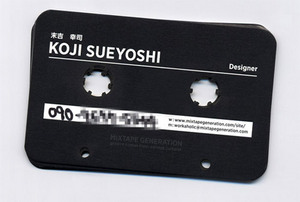 末吉 幸司
KOJI SUEYOSHI
Designer
090-
w: www.mixtapegeneration.com/site/
m: workaholic@mixtapegeneration.com
MIXTAPE GENERATION